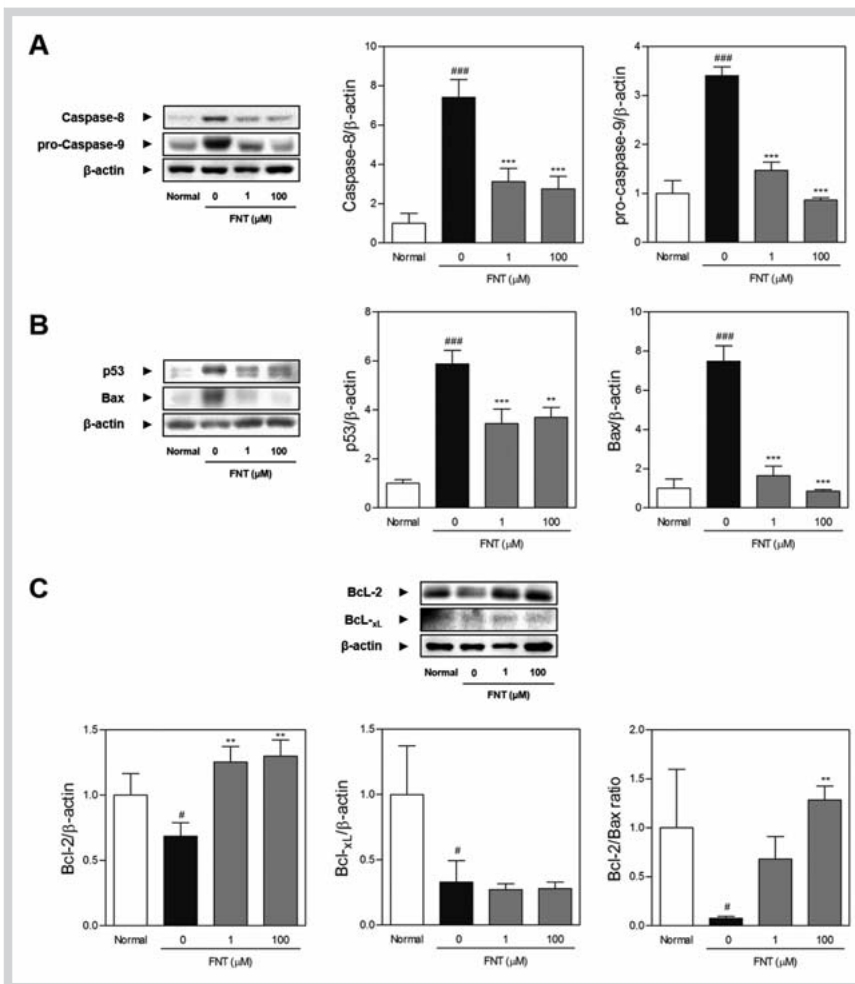 A
Caspase-8 ►
pro-Caspase-9 ►
β-actin ►
Normal 0 1 100
FNT (µM)
Caspase-8/β-actin
10
8
6
4
2
0
###
***
***
Normal 0 1 100
FNT (µM)
pro-caspase-9/β-actin
4
3
2
1
0
###
***
***
Normal 0 1 100
FNT (µM)
B
p53 ►
Bax ►
β-actin ►
Normal 0 1 100
FNT (µM)
p53/β-actin
8
6
4
2
0
###
***
**
Normal 0 1 100
FNT (µM)
Bax/β-actin
10
8
6
4
2
0
###
***
***
Normal 0 1 100
FNT (µM)
C
BcL-2 ►
BcL-xL ►
β-actin ►
Normal 0 1 100
FNT (µM)
Bcl-2/β-actin
1.5
1.0
0.5
0.0
#
**
**
Normal 0 1 100
FNT (µM)
Bcl-xL/β-actin
1.5
1.0
0.5
0.0
#
Normal 0 1 100
FNT (µM)
Bcl-2/Bax ratio
2.0
1.5
1.0
0.5
0.0
#
**
Normal 0 1 100
FNT (µM)